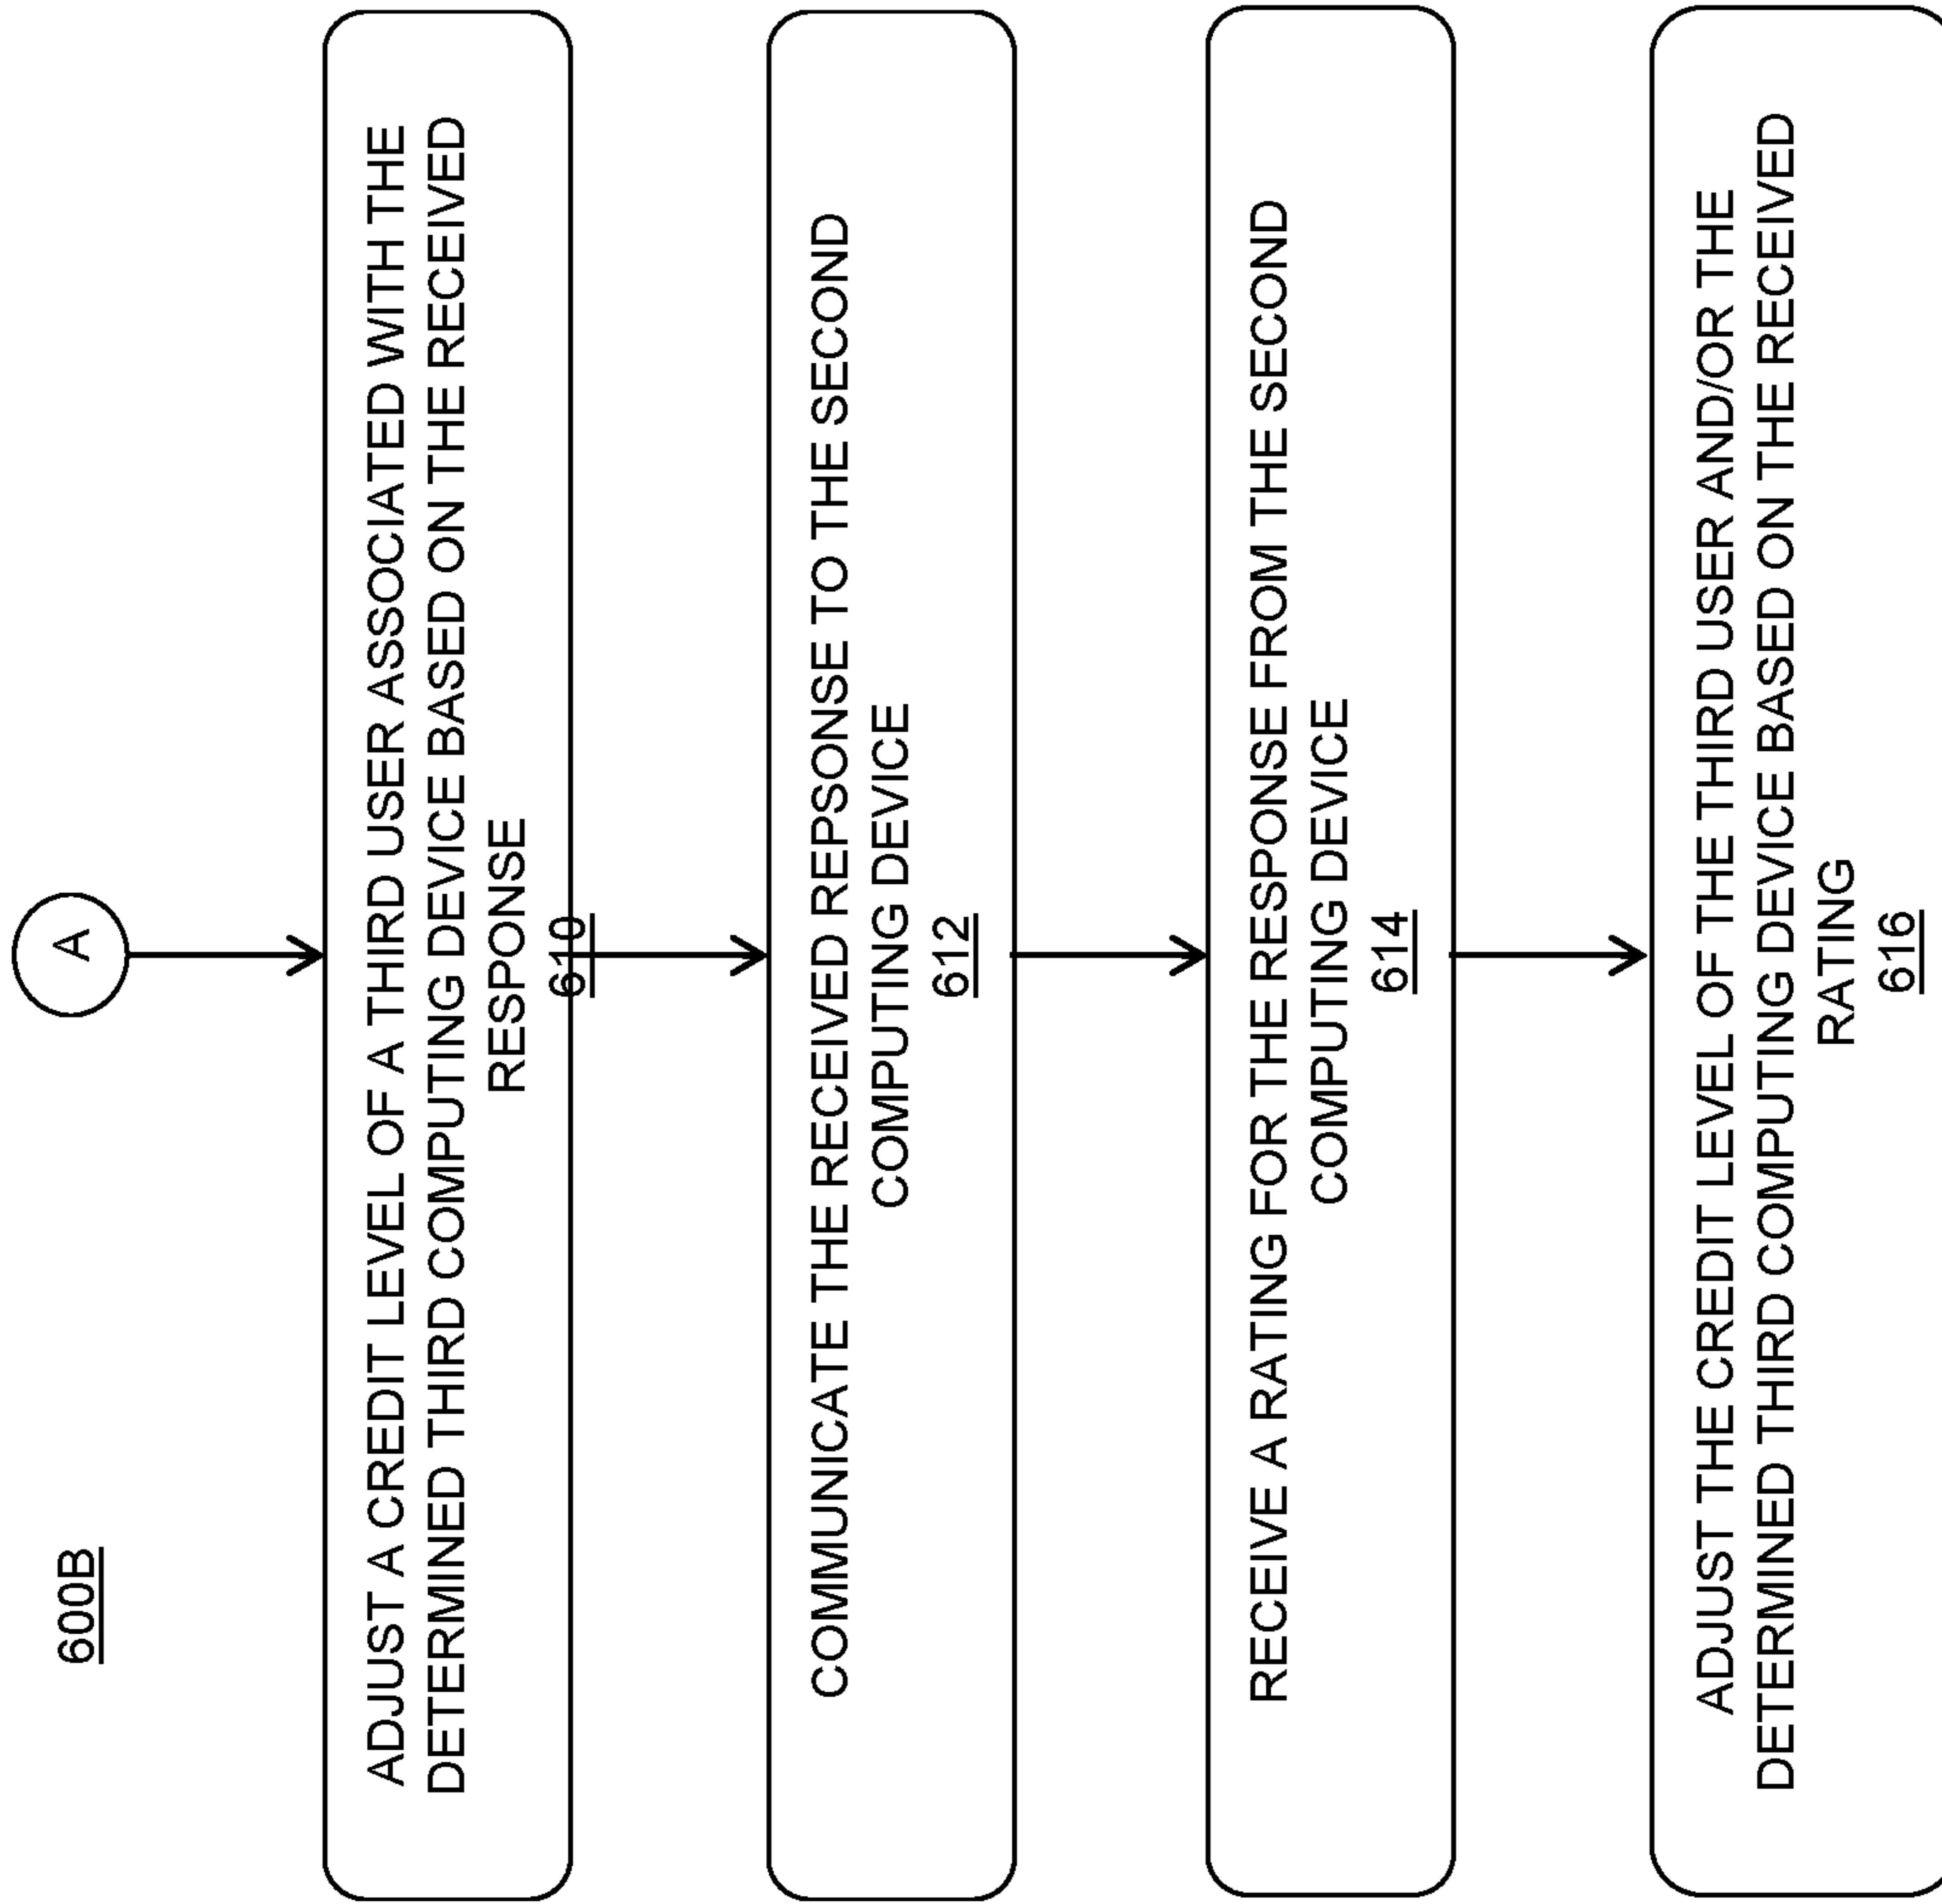 600B
A
ADJUST A CREDIT LEVEL OF A THIRD USER ASSOCIATED WITH THE
DETERMINED THIRD COMPUTING DEVICE BASED ON THE RECEIVED
RESPONSE
610
COMMUNICATE THE RECEIVED REPSONSE TO THE SECOND
COMPUTING DEVICE
612
RECEIVE A RATING FOR THE RESPONSE FROM THE SECOND
COMPUTING DEVICE
614
ADJUST THE CREDIT LEVEL OF THE THIRD USER AND/OR THE
DETERMINED THIRD COMPUTING DEVICE BASED ON THE RECEIVED
RATING
616